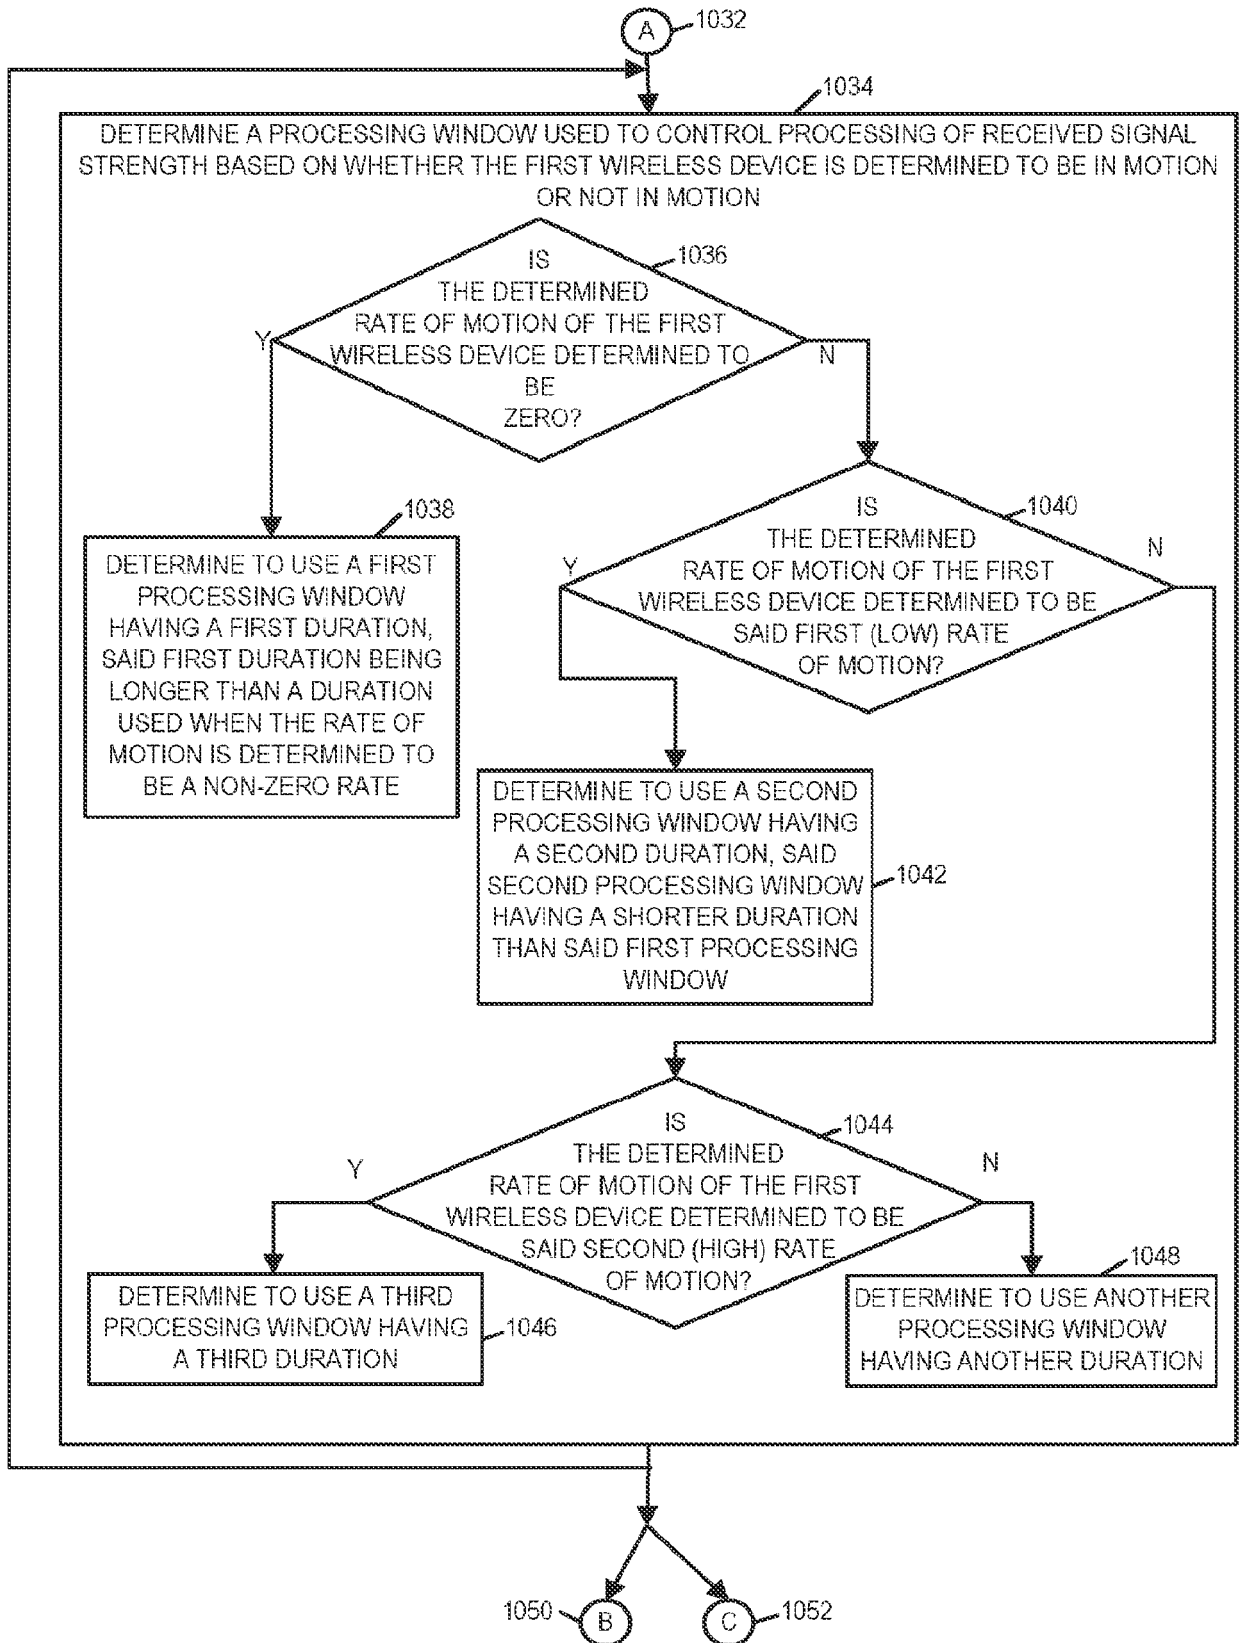 A
1032
1034
DETERMINE A PROCESSING WINDOW USED TO CONTROL PROCESSING OF RECEIVED SIGNAL
STRENGTH BASED ON WHETHER THE FIRST WIRELESS DEVICE IS DETERMINED TO BE IN MOTION
OR NOT IN MOTION
1036
IS
THE DETERMINED
RATE OF MOTION OF THE FIRST
WIRELESS DEVICE DETERMINED TO
BE
ZERO?
Y
N
1038
DETERMINE TO USE A FIRST
PROCESSING WINDOW
HAVING A FIRST DURATION,
SAID FIRST DURATION BEING
LONGER THAN A DURATION
USED WHEN THE RATE OF
MOTION IS DETERMINED TO
BE A NON-ZERO RATE
1040
IS
THE DETERMINED
RATE OF MOTION OF THE FIRST
WIRELESS DEVICE DETERMINED TO BE
SAID FIRST (LOW) RATE
OF MOTION?
Y
N
DETERMINE TO USE A SECOND
PROCESSING WINDOW HAVING
A SECOND DURATION, SAID
SECOND PROCESSING WINDOW
HAVING A SHORTER DURATION
THAN SAID FIRST PROCESSING
WINDOW
1042
1044
IS
THE DETERMINED
RATE OF MOTION OF THE FIRST
WIRELESS DEVICE DETERMINED TO BE
SAID SECOND (HIGH) RATE
OF MOTION?
Y
N
DETERMINE TO USE A THIRD
PROCESSING WINDOW HAVING
A THIRD DURATION
1046
1048
DETERMINE TO USE ANOTHER
PROCESSING WINDOW
HAVING ANOTHER DURATION
1050
B
C
1052